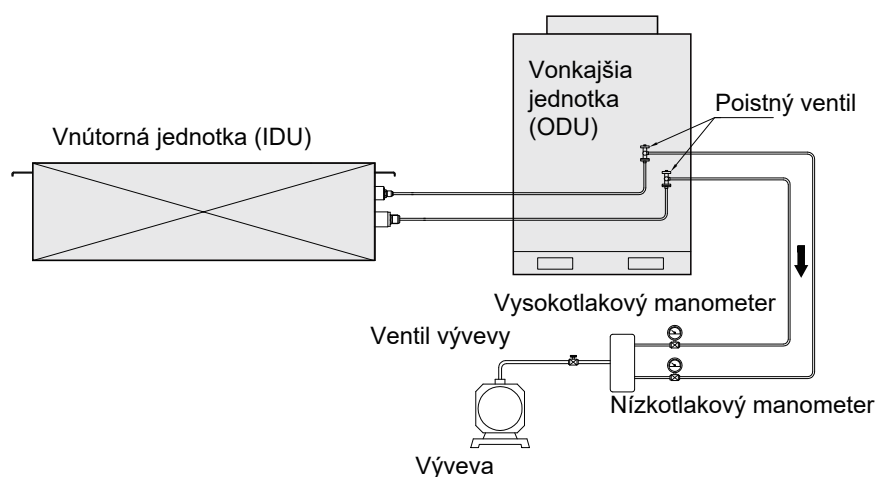 Vonkajšia
jednotka
(ODU)
Poistný ventil
Vnútorná jednotka (IDU)
Vysokotlakový manometer
Ventil vývevy
Nízkotlakový manometer
Výveva